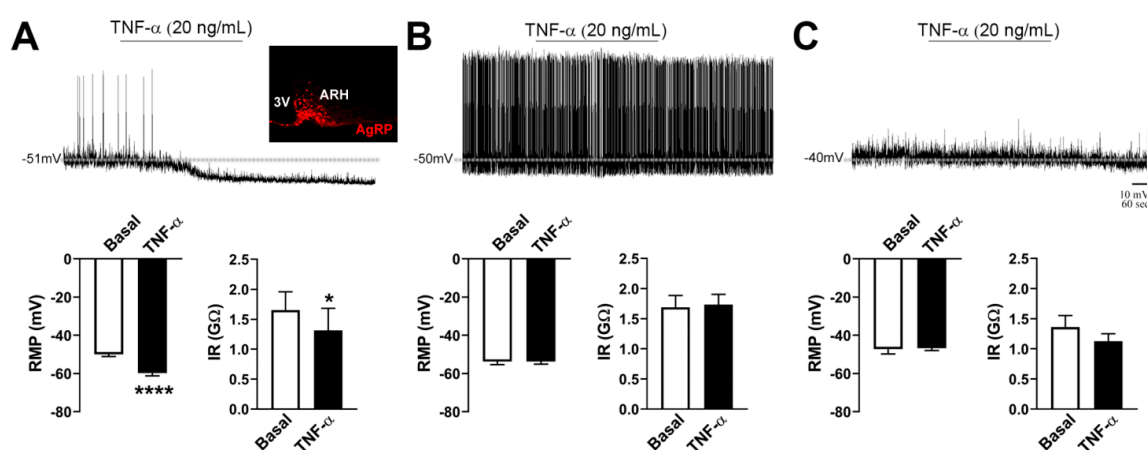 A
TNF-α (20 ng/mL)
3V
ARH
AgRP
-51mV
Basal
TNF-α
0
-20
-40
-60
-80
RMP (mV)
****
2.5
2.0
1.5
1.0
0.5
0.0
IR (GΩ)
*
Basal
TNF-α
B
TNF-α (20 ng/mL)
-50mV
Basal
TNF-α
0
-20
-40
-60
-80
RMP (mV)
2.5
2.0
1.5
1.0
0.5
0.0
IR (GΩ)
Basal
TNF-α
C
TNF-α (20 ng/mL)
-40mV
10 mV
60 sec
Basal
TNF-α
0
-20
-40
-60
-80
RMP (mV)
2.5
2.0
1.5
1.0
0.5
0.0
IR (GΩ)
Basal
TNF-α